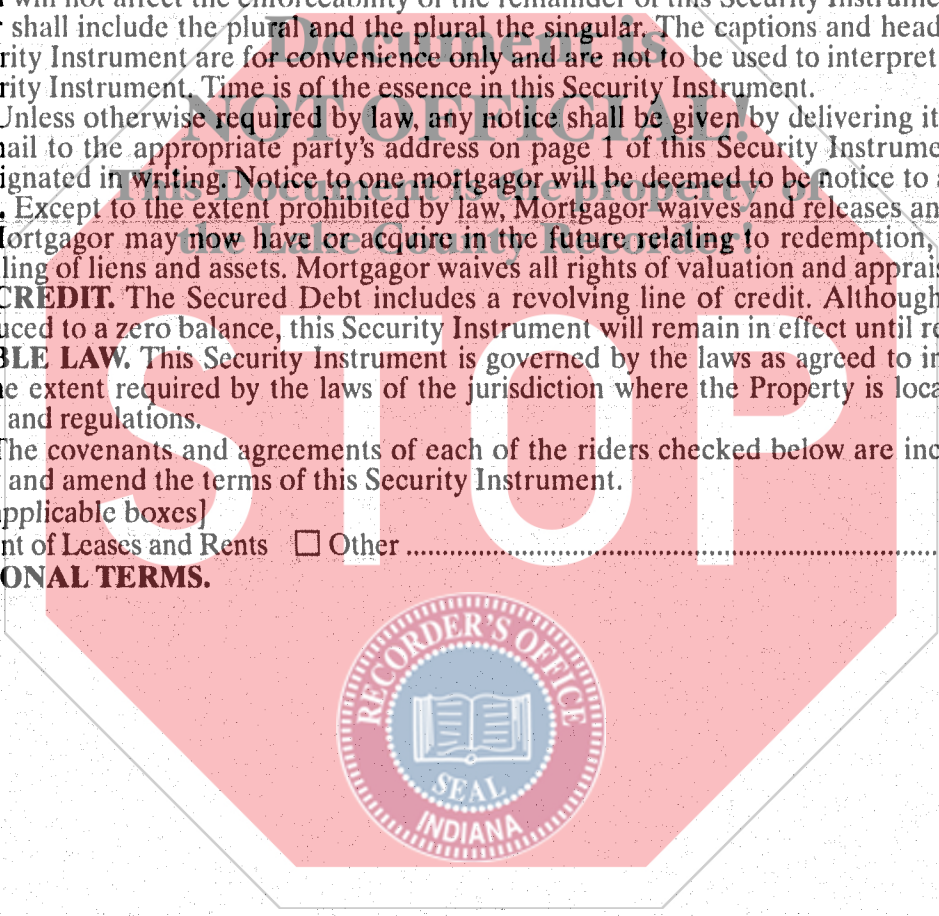 will not affect the enforceability of the remainder of this Security Instrume
shall include the plural and the plural the singular. The captions and head
rity Instrument are for convenience only and are not to be used to interpret
rity Instrument. Time is of the essence in this Security Instrument.
Unless otherwise required by law, any notice shall be given by delivering it
ail to the appropriate party's address on page 1 of this Security Instrume
ignated in writing. Notice to one mortgagor will be deemed to be notice to
. Except to the extent prohibited by law, Mortgagor waives and releases an
ortgagor may now have or acquire in the future relating to redemption,
ling of liens and assets. Mortgagor waives all rights of valuation and apprais
CREDIT. The Secured Debt includes a revolving line of credit. Although
uced to a zero balance, this Security Instrument will remain in effect until re
BLE LAW. This Security Instrument is governed by the laws as agreed to in
e extent required by the laws of the jurisdiction where the Property is loca
and regulations.
The covenants and agreements of each of the riders checked below are inc
and amend the terms of this Security Instrument.
applicable boxes]
nt of Leases and Rents ☐ Other
ONAL TERMS.
Document is
NOT OFFICIAL!
This Document is the property of
the Lake County Recorder!
STOP
RECORDER'S OFFICE
SEAL
INDIANA